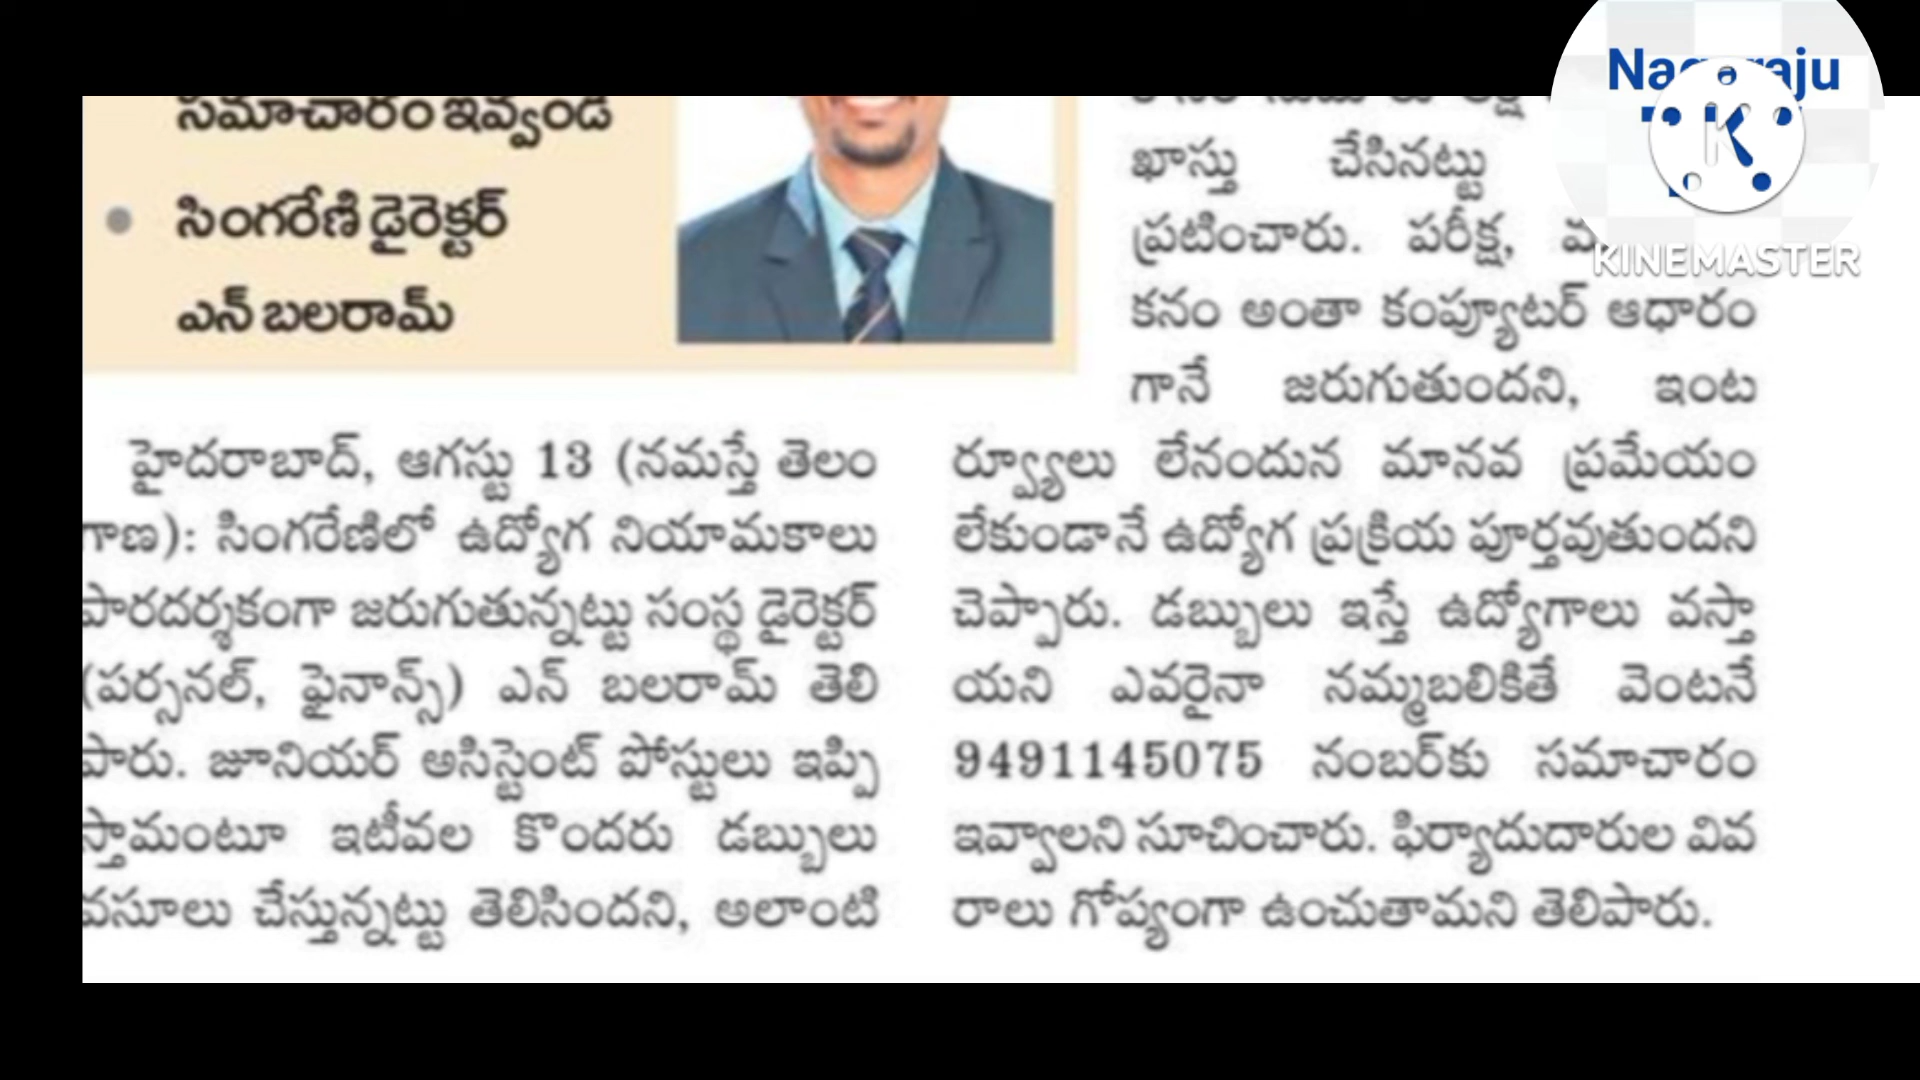 సమాచారం ఇవ్వండి
సింగరేణి డైరెక్టర్
ఎన్ బలరామ్
హైదరాబాద్, ఆగస్టు 13 (నమస్తే తెలం
గాణ): సింగరేణిలో ఉద్యోగ నియామకాలు
పారదర్శకంగా జరుగుతున్నట్టు సంస్థ డైరెక్టర్
(పర్సనల్, ఫైనాన్స్) ఎన్ బలరామ్ తెలి
పారు. జూనియర్ అసిస్టెంట్ పోస్టులు ఇప్పి
స్తామంటూ ఇటీవల కొందరు డబ్బులు
వసూలు చేస్తున్నట్టు తెలిసిందని, అలాంటి
ఖాస్తు చేసినట్టు
ప్రటించారు. పరీక్ష,
కనం అంతా కంప్యూటర్ ఆధారం
గానే జరుగుతుందని, ఇంట
ర్వ్యూలు లేనందున మానవ ప్రమేయం
లేకుండానే ఉద్యోగ ప్రక్రియ పూర్తవుతుందని
చెప్పారు. డబ్బులు ఇస్తే ఉద్యోగాలు వస్తా
యని ఎవరైనా నమ్మబలికితే వెంటనే
9491145075 నంబర్‌కు సమాచారం
ఇవ్వాలని సూచించారు. ఫిర్యాదుదారుల వివ
రాలు గోప్యంగా ఉంచుతామని తెలిపారు.
K
KINEMASTER